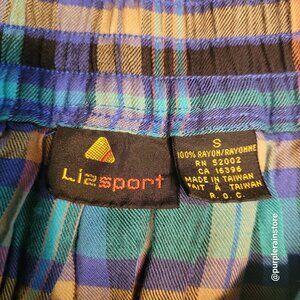 Lizsport
S
100% RAYON/RAYONNE
RN 52002
CA 16396
MADE IN TAIWAN
FAIT À TAIWAN
R. O. C.
@purplerainstore